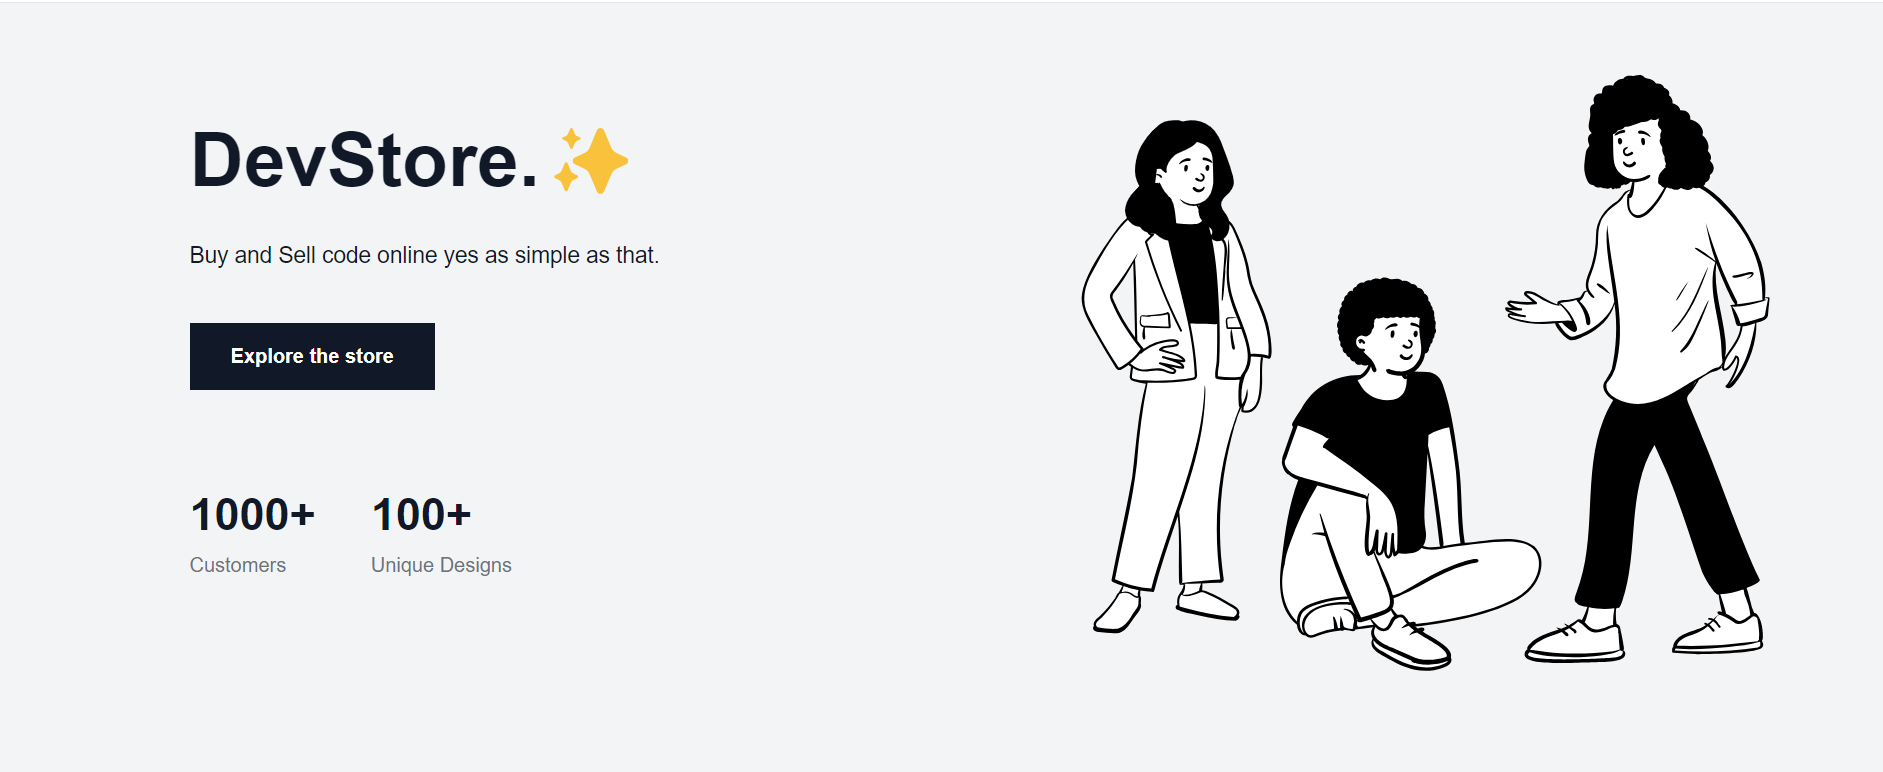 DevStore.✨
Buy and Sell code online yes as simple as that.
Explore the store
1000+ 100+
Customers Unique Designs